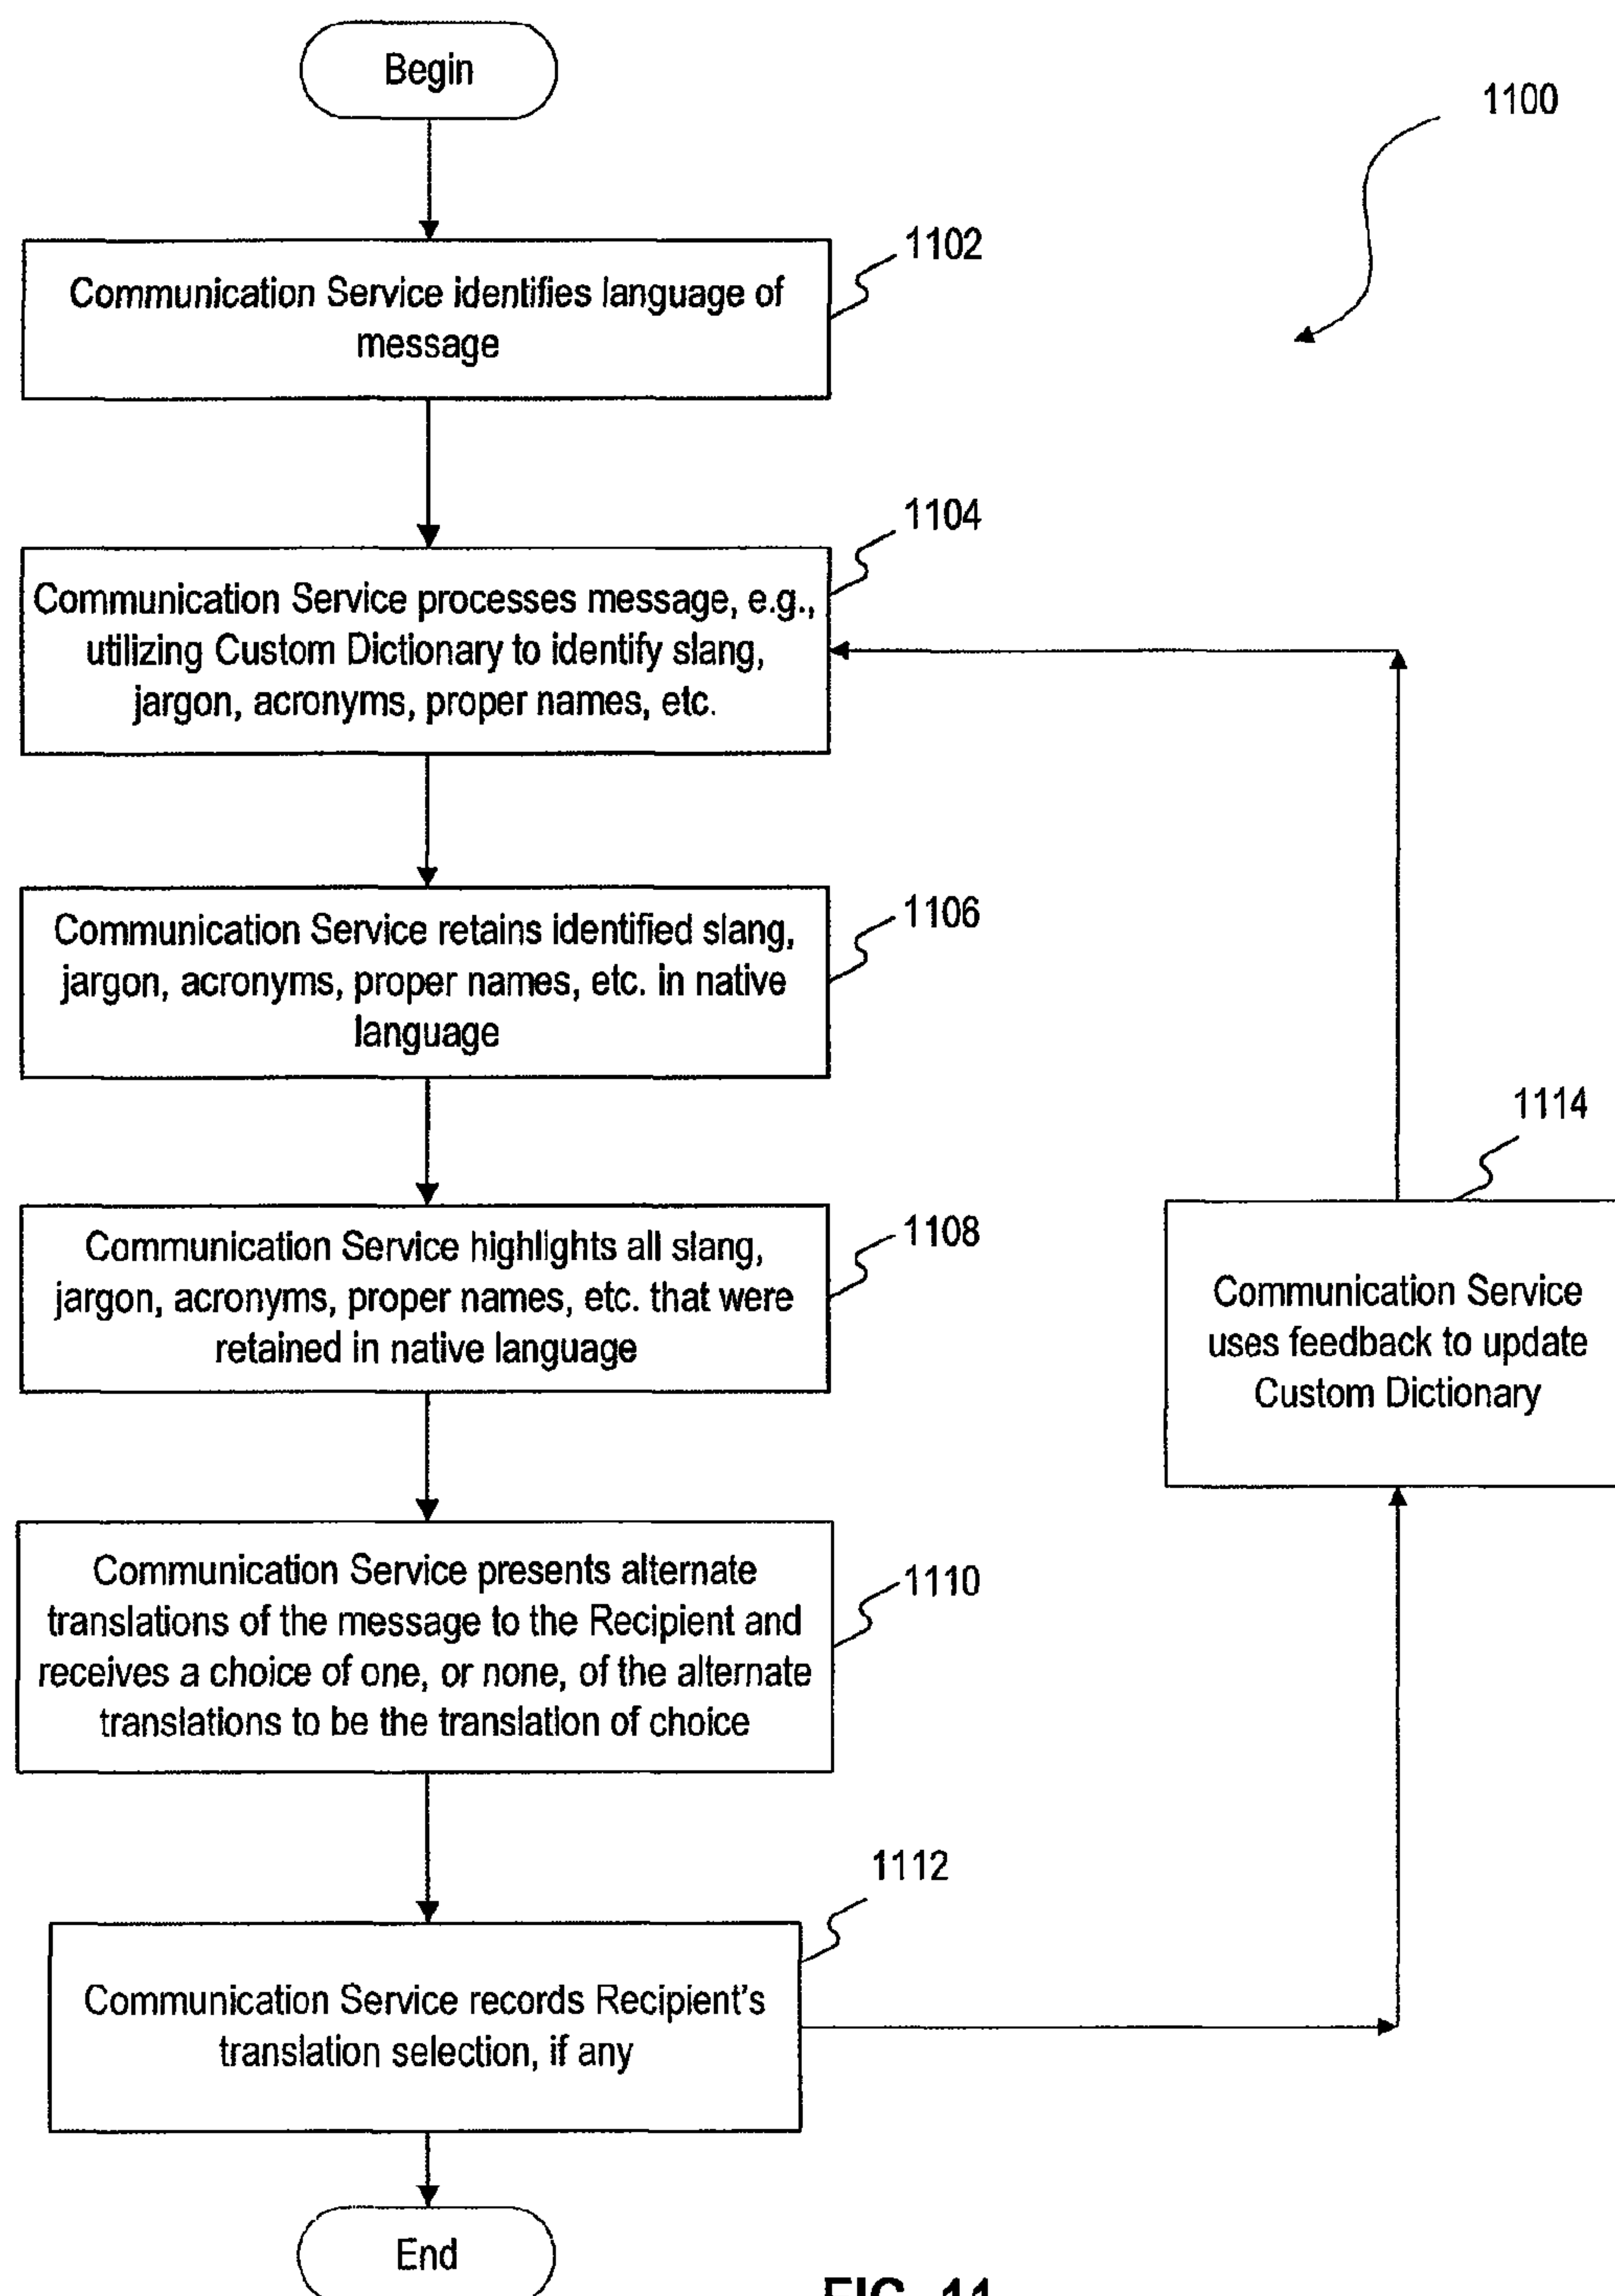 Begin
1100
1102
Communication Service identifies language of
message
1104
Communication Service processes message, e.g.,
utilizing Custom Dictionary to identify slang,
jargon, acronyms, proper names, etc.
1106
Communication Service retains identified slang,
jargon, acronyms, proper names, etc. in native
language
1108
Communication Service highlights all slang,
jargon, acronyms, proper names, etc. that were
retained in native language
1114
Communication Service
uses feedback to update
Custom Dictionary
1110
Communication Service presents alternate
translations of the message to the Recipient and
receives a choice of one, or none, of the alternate
translations to be the translation of choice
1112
Communication Service records Recipient's
translation selection, if any
End
FIG. 11